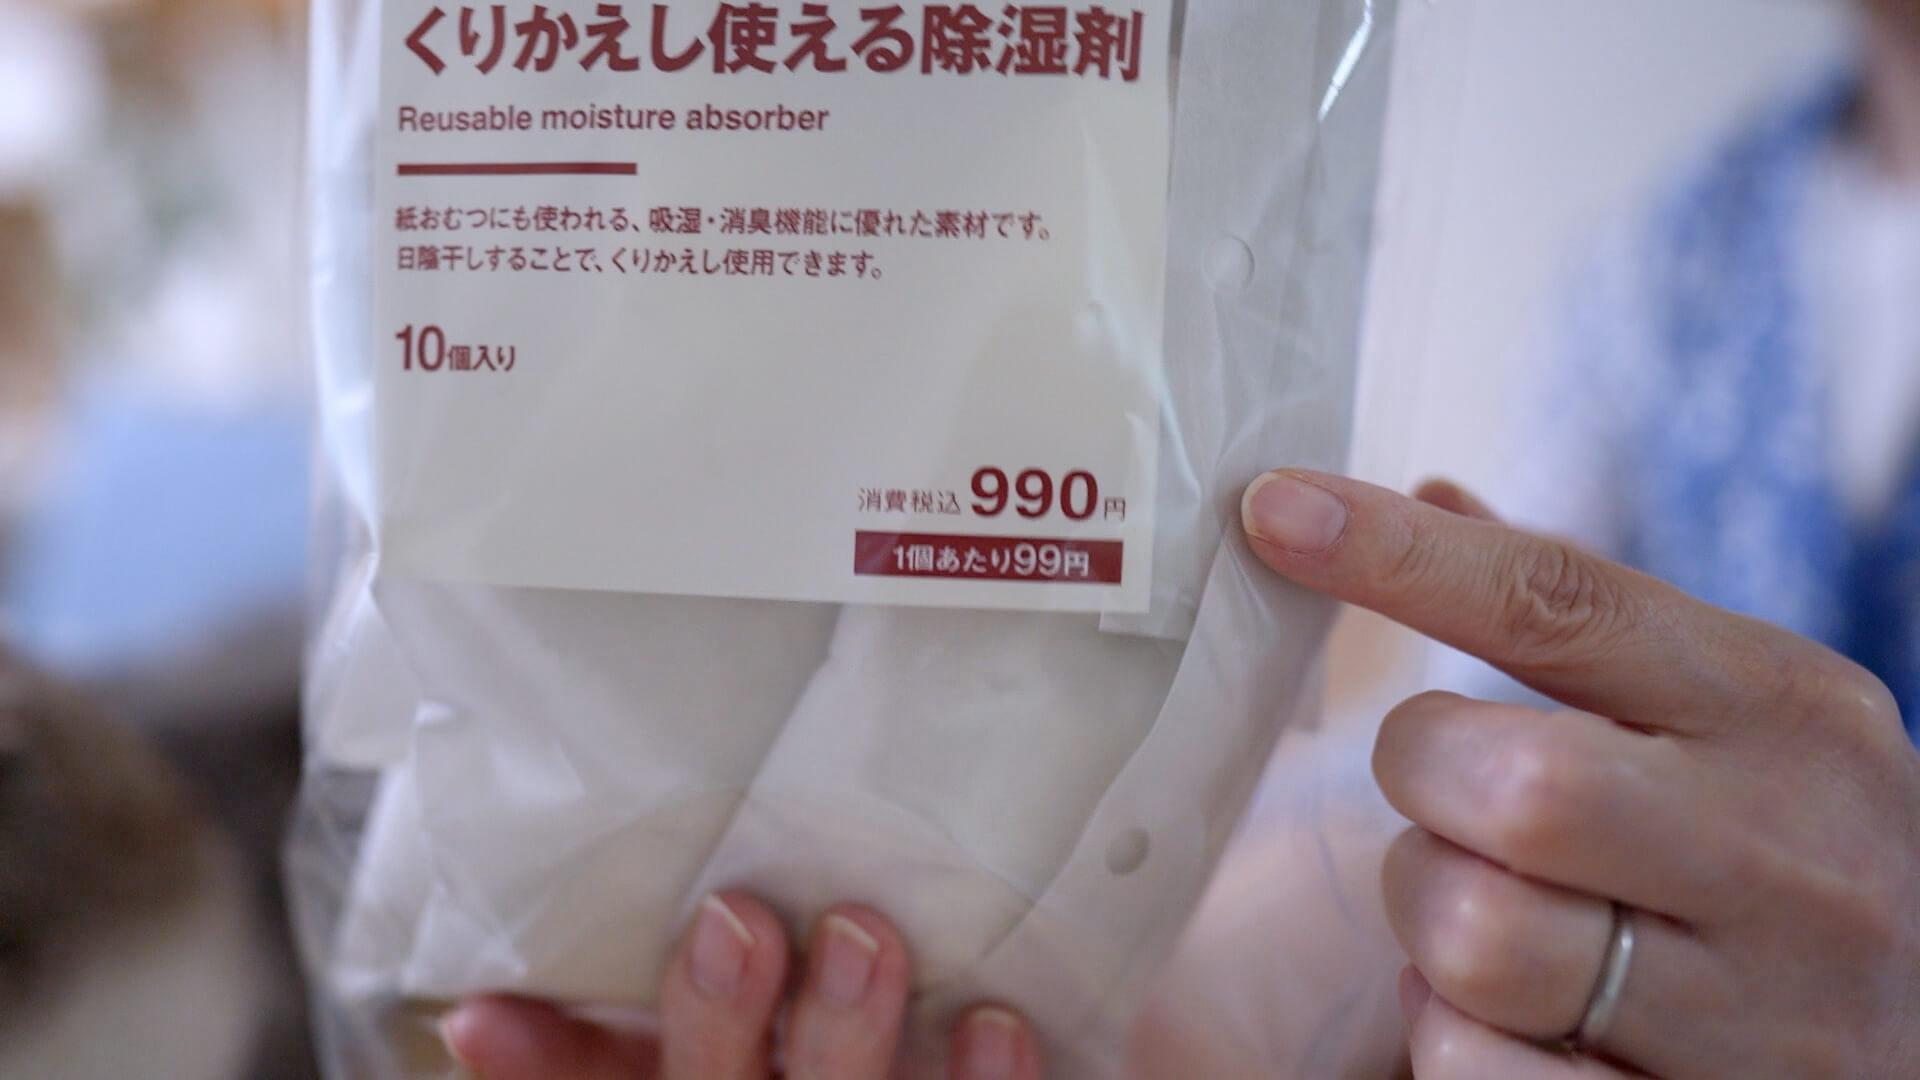 くりかえし使える除湿剤
Reusable moisture absorber
紙おむつにも使われる、吸湿・消臭機能に優れた素材です。
日陰干しすることで、くりかえし使用できます。
10個入り
消費税込990円
1個あたり99円